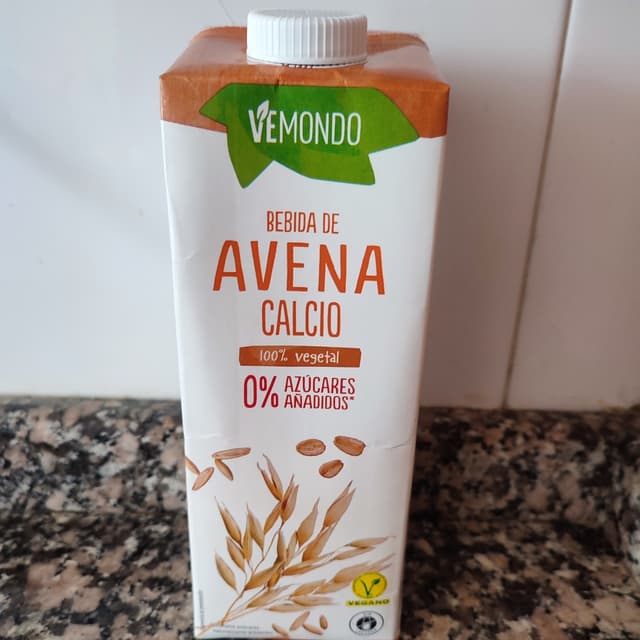 VEMONDO
BEBIDA DE
AVENA
CALCIO
100% vegetal
0% AZÚCARES
AÑADIDOS*
VEGANO